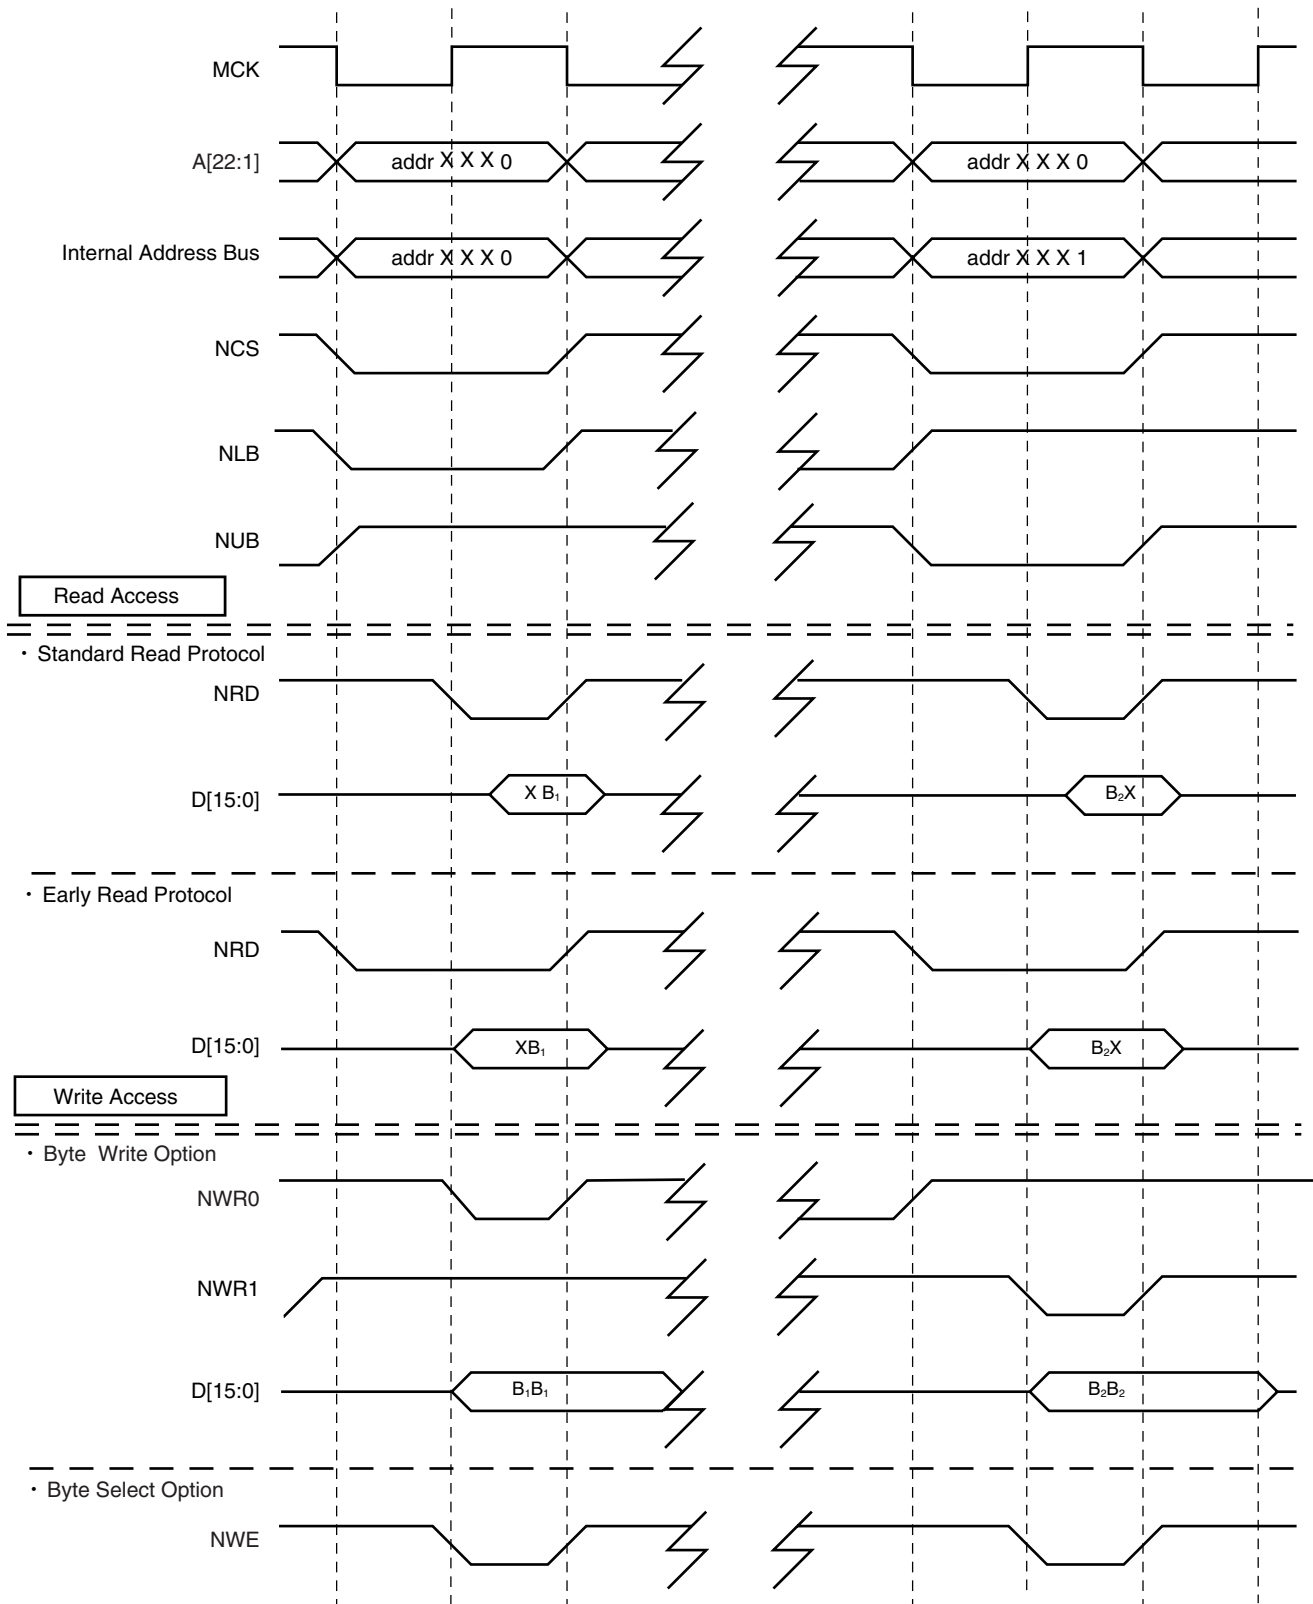 MCK
A[22:1] addr X X X 0 addr X X X 0
Internal Address Bus addr X X X 0 addr X X X 1
NCS
NLB
NUB
Read Access
· Standard Read Protocol
NRD
D[15:0] X B₁ B₂X
· Early Read Protocol
NRD
D[15:0] XB₁ B₂X
Write Access
· Byte Write Option
NWR0
NWR1
D[15:0] B₁B₁ B₂B₂
· Byte Select Option
NWE